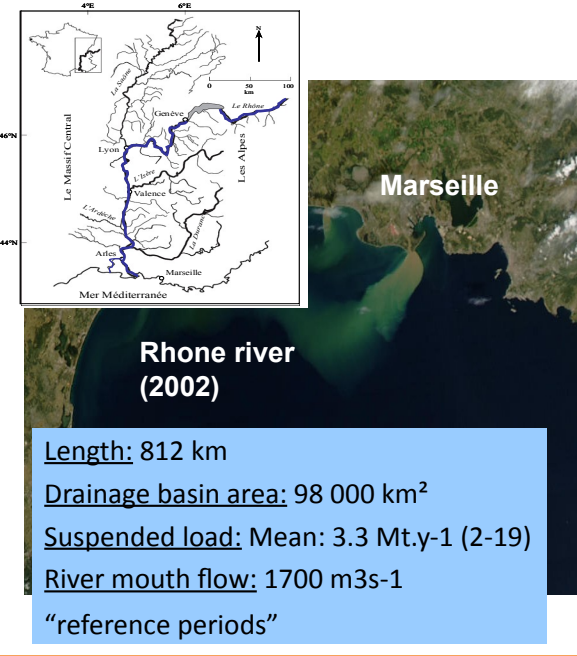 4°E
6°E
N
0
50
100
km
La Saône
Genève
Le Rhône
46°N
Lyon
Le Massif Central
Les Alpes
L'Isère
Valence
L'Ardèche
La Durance
44°N
Arles
Marseille
Mer Méditerranée
Marseille
Rhone river
(2002)
Length: 812 km
Drainage basin area: 98 000 km²
Suspended load: Mean: 3.3 Mt.y-1 (2-19)
River mouth flow: 1700 m3s-1
“reference periods”